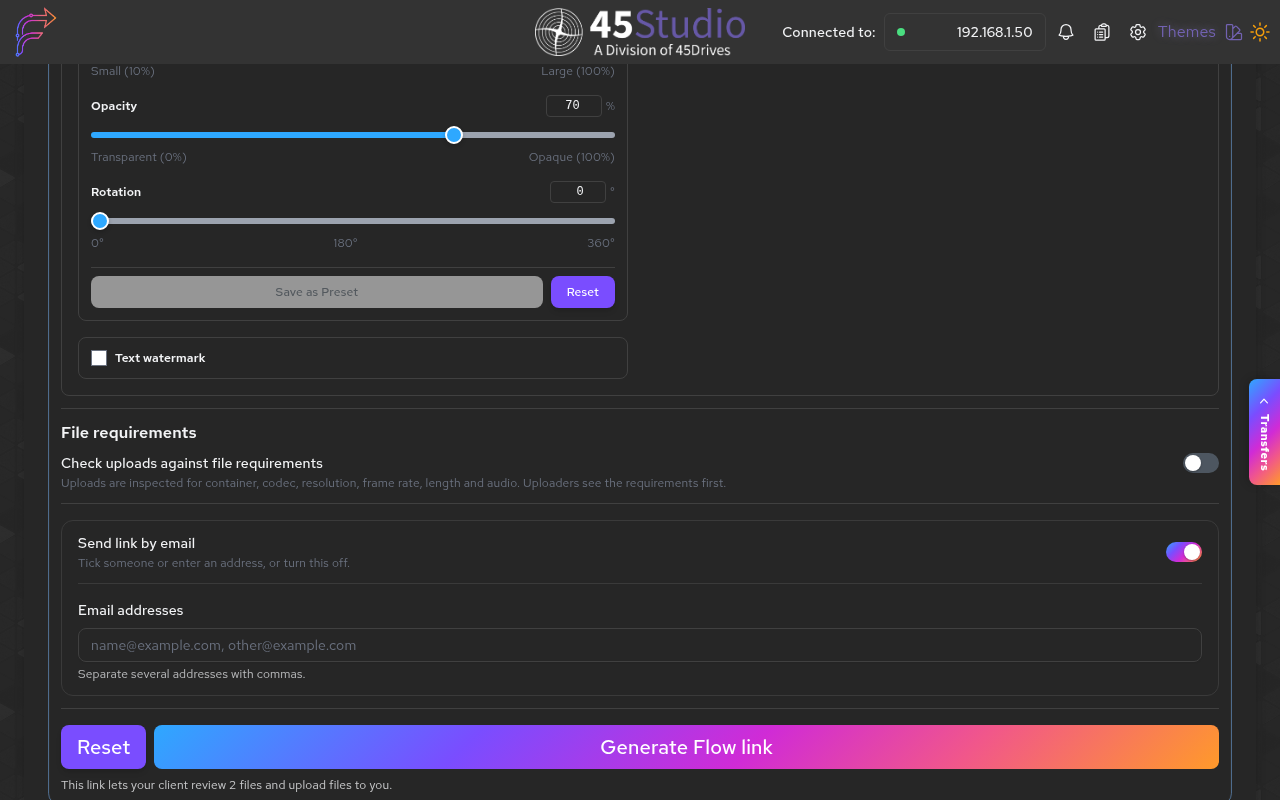 45Studio
A Division of 45Drives
Connected to:
192.168.1.50
Themes
Small (10%)
Large (100%)
Opacity
70 %
Transparent (0%)
Opaque (100%)
Rotation
0 °
0°
180°
360°
Save as Preset
Reset
Text watermark
Transfers
File requirements
Check uploads against file requirements
Uploads are inspected for container, codec, resolution, frame rate, length and audio. Uploaders see the requirements first.
Send link by email
Tick someone or enter an address, or turn this off.
Email addresses
name@example.com, other@example.com
Separate several addresses with commas.
Reset
Generate Flow link
This link lets your client review 2 files and upload files to you.